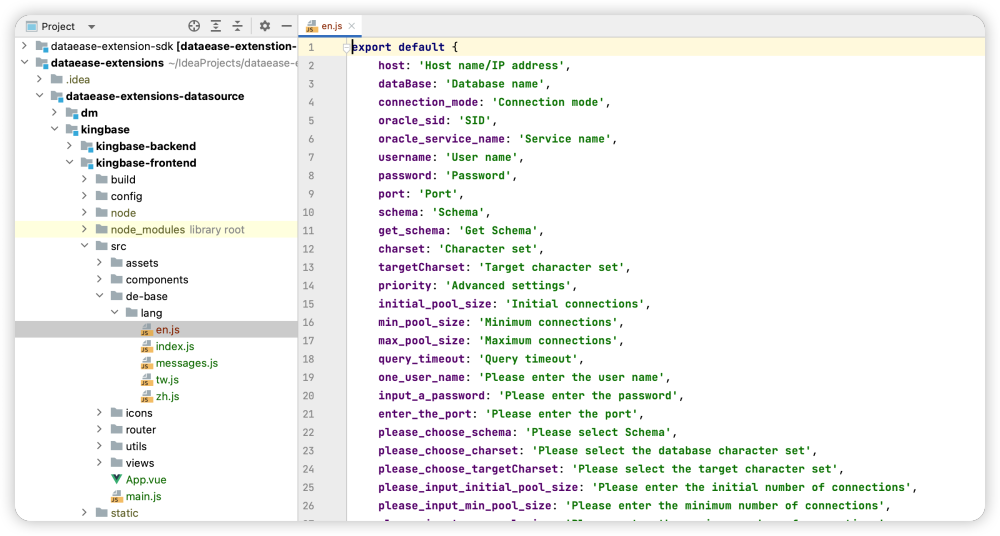 Project
en.js
dataease-extension-sdk [dataease-extenstion-
dataease-extensions ~/IdeaProjects/dataease-e
.idea
dataease-extensions-datasource
dm
kingbase
kingbase-backend
kingbase-frontend
build
config
node
node_modules library root
src
assets
components
de-base
lang
en.js
index.js
messages.js
tw.js
zh.js
icons
router
utils
views
App.vue
main.js
static
1 export default {
2 host: 'Host name/IP address',
3 dataBase: 'Database name',
4 connection_mode: 'Connection mode',
5 oracle_sid: 'SID',
6 oracle_service_name: 'Service name',
7 username: 'User name',
8 password: 'Password',
9 port: 'Port',
10 schema: 'Schema',
11 get_schema: 'Get Schema',
12 charset: 'Character set',
13 targetCharset: 'Target character set',
14 priority: 'Advanced settings',
15 initial_pool_size: 'Initial connections',
16 min_pool_size: 'Minimum connections',
17 max_pool_size: 'Maximum connections',
18 query_timeout: 'Query timeout',
19 one_user_name: 'Please enter the user name',
20 input_a_password: 'Please enter the password',
21 enter_the_port: 'Please enter the port',
22 please_choose_schema: 'Please select Schema',
23 please_choose_charset: 'Please select the database character set',
24 please_choose_targetCharset: 'Please select the target character set',
25 please_input_initial_pool_size: 'Please enter the initial number of connections',
26 please_input_min_pool_size: 'Please enter the minimum number of connections',